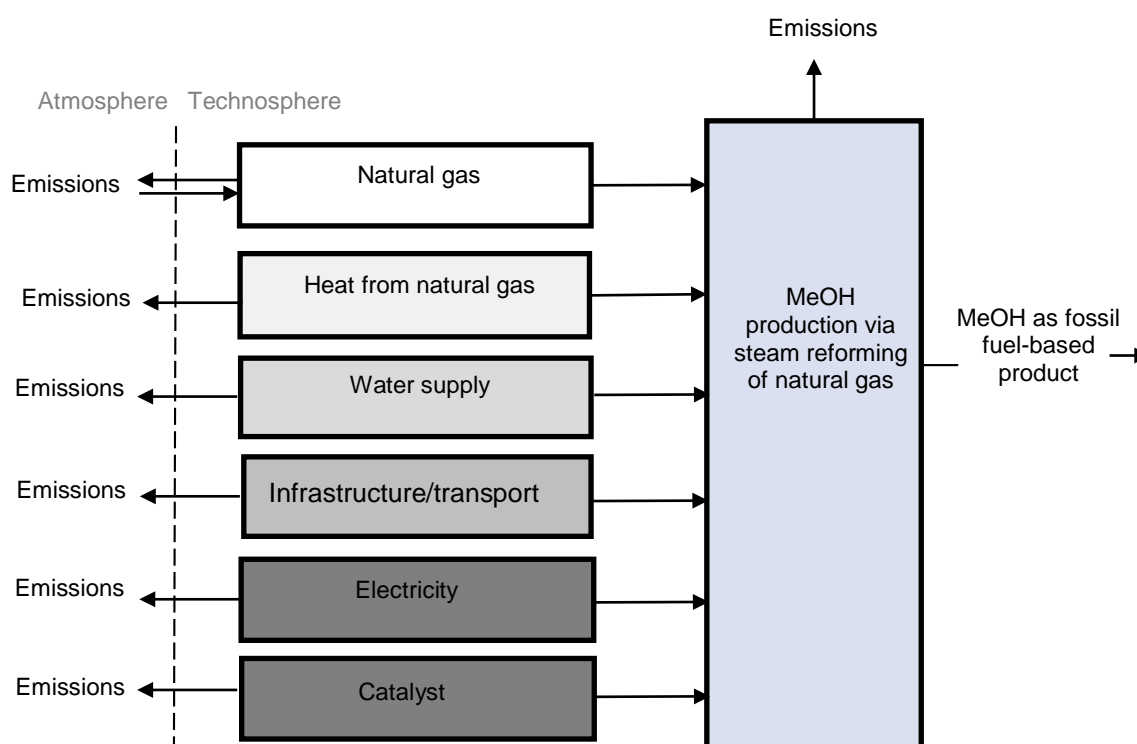 Emissions
Atmosphere Technosphere
Emissions
Natural gas
Emissions
Heat from natural gas
Emissions
Water supply
Emissions
Infrastructure/transport
Emissions
Electricity
Emissions
Catalyst
MeOH
production via
steam reforming
of natural gas
MeOH as fossil
fuel-based
product